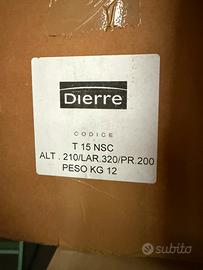 Dierre
CODICE
T 15 NSC
ALT . 210/LAR.320/PR.200
PESO KG 12
subito